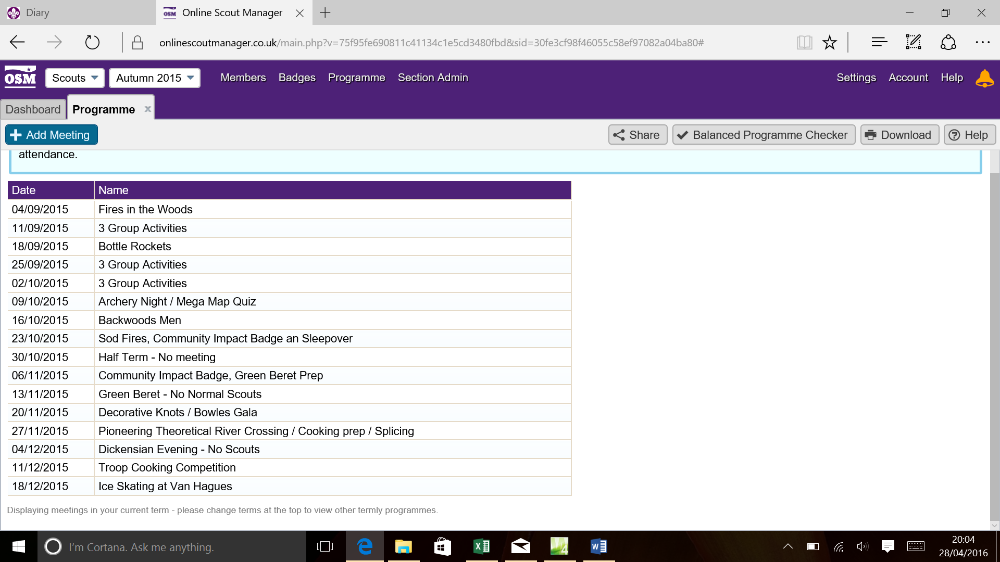 Diary
OSM Online Scout Manager
onlinescoutmanager.co.uk/main.php?v=75f95fe690811c41134c1e5cd3480fbd&sid=30fe3cf98f46055c58ef97082a04ba80#
OSM Scouts Autumn 2015 Members Badges Programme Section Admin Settings Account Help
Dashboard Programme x
Add Meeting Share Balanced Programme Checker Download Help
attendance.
Date Name
04/09/2015 Fires in the Woods
11/09/2015 3 Group Activities
18/09/2015 Bottle Rockets
25/09/2015 3 Group Activities
02/10/2015 3 Group Activities
09/10/2015 Archery Night / Mega Map Quiz
16/10/2015 Backwoods Men
23/10/2015 Sod Fires, Community Impact Badge an Sleepover
30/10/2015 Half Term - No meeting
06/11/2015 Community Impact Badge, Green Beret Prep
13/11/2015 Green Beret - No Normal Scouts
20/11/2015 Decorative Knots / Bowles Gala
27/11/2015 Pioneering Theoretical River Crossing / Cooking prep / Splicing
04/12/2015 Dickensian Evening - No Scouts
11/12/2015 Troop Cooking Competition
18/12/2015 Ice Skating at Van Hagues
Displaying meetings in your current term - please change terms at the top to view other termly programmes.
I'm Cortana. Ask me anything.
20:04
28/04/2016